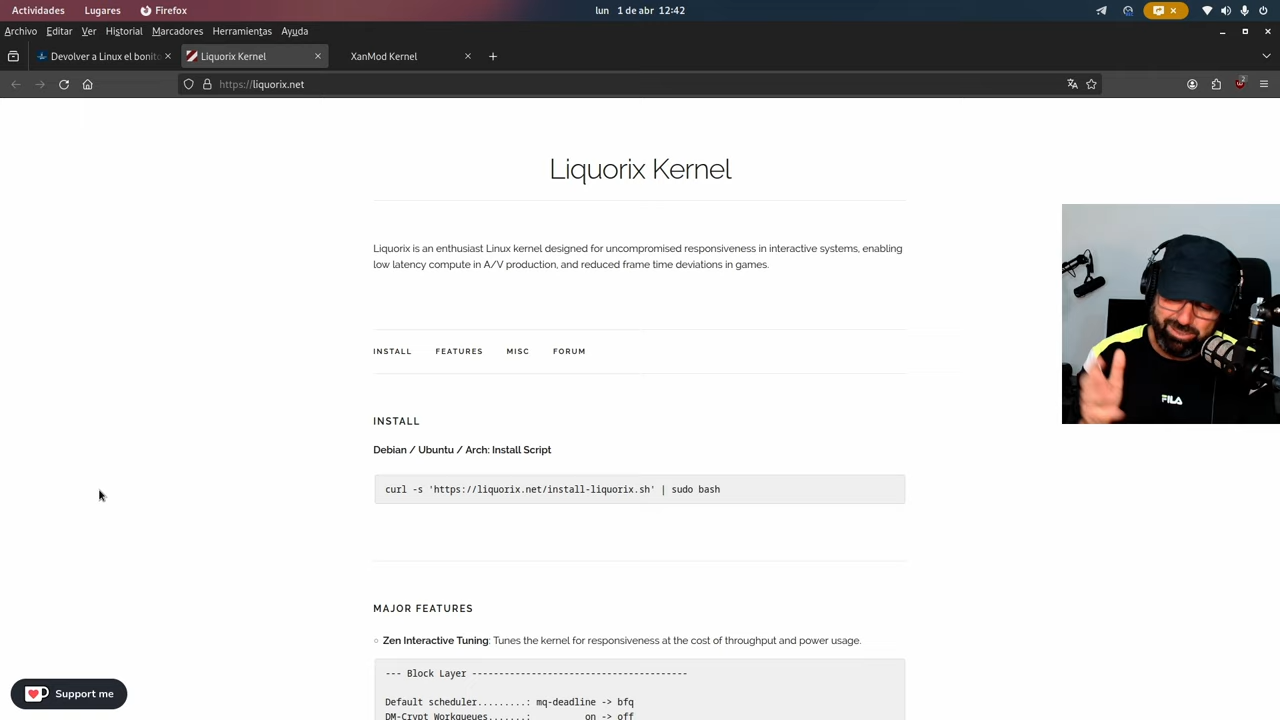 Actividades Lugares Firefox lun 1 de abr 12:42
Archivo Editar Ver Historial Marcadores Herramientas Ayuda
Devolver a Linux el bonito Liquorix Kernel XanMod Kernel
https://liquorix.net
Liquorix Kernel
Liquorix is an enthusiast Linux kernel designed for uncompromised responsiveness in interactive systems, enabling
low latency compute in A/V production, and reduced frame time deviations in games.
INSTALL FEATURES MISC FORUM
INSTALL
Debian / Ubuntu / Arch: Install Script
curl -s 'https://liquorix.net/install-liquorix.sh' | sudo bash
MAJOR FEATURES
Zen Interactive Tuning: Tunes the kernel for responsiveness at the cost of throughput and power usage.
--- Block Layer ----------------------------------------
Default scheduler.........: mq-deadline -> bfq
DM-Crypt Workqueues.......: on -> off
Support me
FILA
2